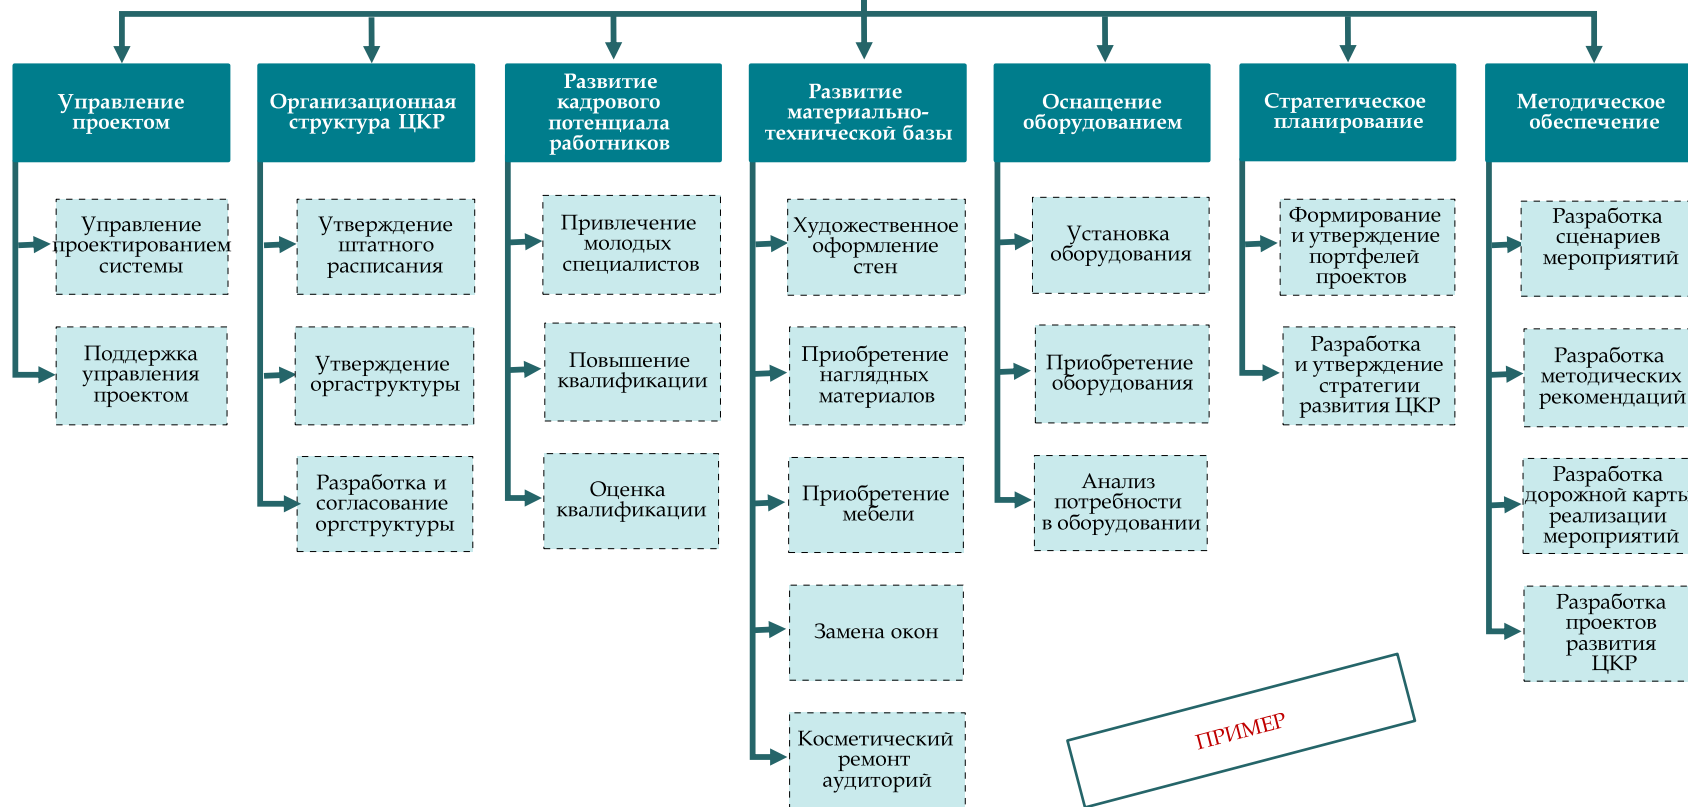 Управление
проектом
Организационная
структура ЦКР
Развитие
кадрового
потенциала
работников
Развитие
материально-
технической базы
Оснащение
оборудованием
Стратегическое
планирование
Методическое
обеспечение
Управление
проектированием
системы
Поддержка
управления
проектом
Утверждение
штатного
расписания
Утверждение
оргаструктуры
Разработка и
согласование
оргструктуры
Привлечение
молодых
специалистов
Повышение
квалификации
Оценка
квалификации
Художественное
оформление
стен
Приобретение
наглядных
материалов
Приобретение
мебели
Замена окон
Косметический
ремонт
аудиторий
Установка
оборудования
Приобретение
оборудования
Анализ
потребности
в оборудовании
Формирование
и утверждение
портфелей
проектов
Разработка
и утверждение
стратегии
развития ЦКР
Разработка
сценариев
мероприятий
Разработка
методических
рекомендаций
Разработка
дорожной карты
реализации
мероприятий
Разработка
проектов
развития
ЦКР
ПРИМЕР